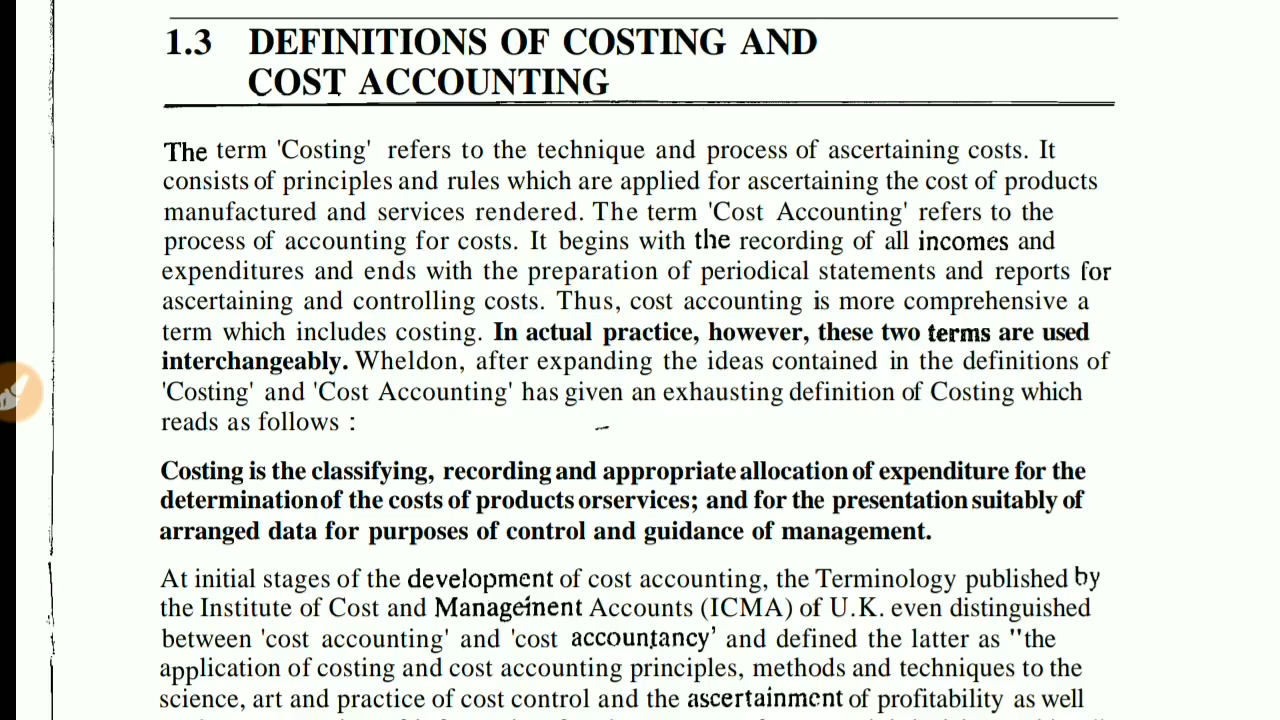 1.3 DEFINITIONS OF COSTING AND
COST ACCOUNTING
The term 'Costing' refers to the technique and process of ascertaining costs. It
consists of principles and rules which are applied for ascertaining the cost of products
manufactured and services rendered. The term 'Cost Accounting' refers to the
process of accounting for costs. It begins with the recording of all incomes and
expenditures and ends with the preparation of periodical statements and reports for
ascertaining and controlling costs. Thus, cost accounting is more comprehensive a
term which includes costing. In actual practice, however, these two terms are used
interchangeably. Wheldon, after expanding the ideas contained in the definitions of
'Costing' and 'Cost Accounting' has given an exhausting definition of Costing which
reads as follows :
Costing is the classifying, recording and appropriate allocation of expenditure for the
determination of the costs of products orservices; and for the presentation suitably of
arranged data for purposes of control and guidance of management.
At initial stages of the development of cost accounting, the Terminology published by
the Institute of Cost and Management Accounts (ICMA) of U.K. even distinguished
between 'cost accounting' and 'cost accountancy' and defined the latter as "the
application of costing and cost accounting principles, methods and techniques to the
science, art and practice of cost control and the ascertainment of profitability as well